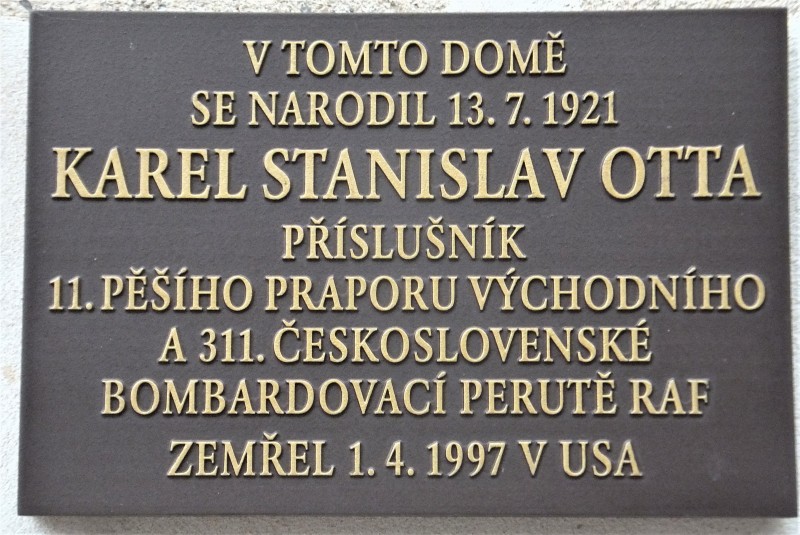 V TOMTO DOMĚ
SE NARODIL 13. 7. 1921
KAREL STANISLAV OTTA
PŘÍSLUŠNÍK
11. PĚŠÍHO PRAPORU VÝCHODNÍHO
A 311. ČESKOSLOVENSKÉ
BOMBARDOVACÍ PERUTĚ RAF
ZEMŘEL 1. 4. 1997 V USA